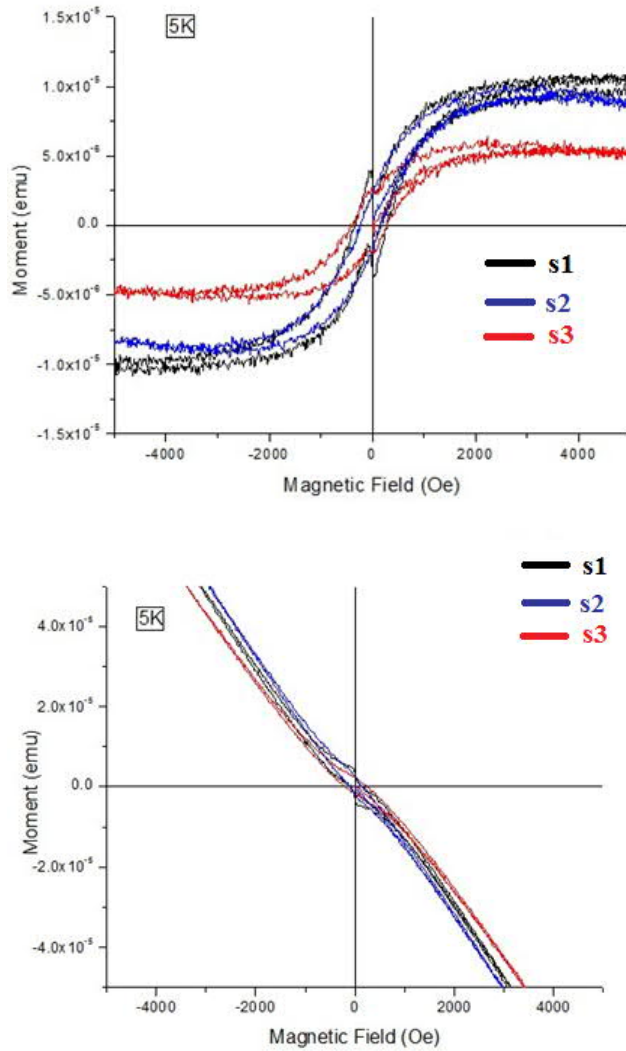 1.5x10⁻⁵
5K
1.0x10⁻⁵
5.0x10⁻⁶
0.0
-5.0x10⁻⁶
-1.0x10⁻⁵
-1.5x10⁻⁵
Moment (emu)
s1
s2
s3
-4000 -2000 0 2000 4000
Magnetic Field (Oe)
s1
s2
s3
5K
4.0x10⁻⁵
2.0x10⁻⁵
0.0
-2.0x10⁻⁵
-4.0x10⁻⁵
Moment (emu)
-4000 -2000 0 2000 4000
Magnetic Field (Oe)